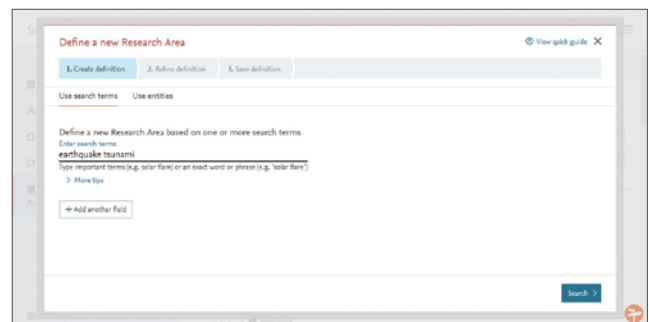 Define a new Research Area
View quick guide
1. Create definition 2. Refine definition 3. Save definition
Use search terms Use entities
Define a new Research Area based on one or more search terms
Enter search terms
earthquake tsunami
Type important terms (e.g. solar flare) or an exact word or phrase (e.g. "solar flare")
> More tips
+ Add another field
Search >